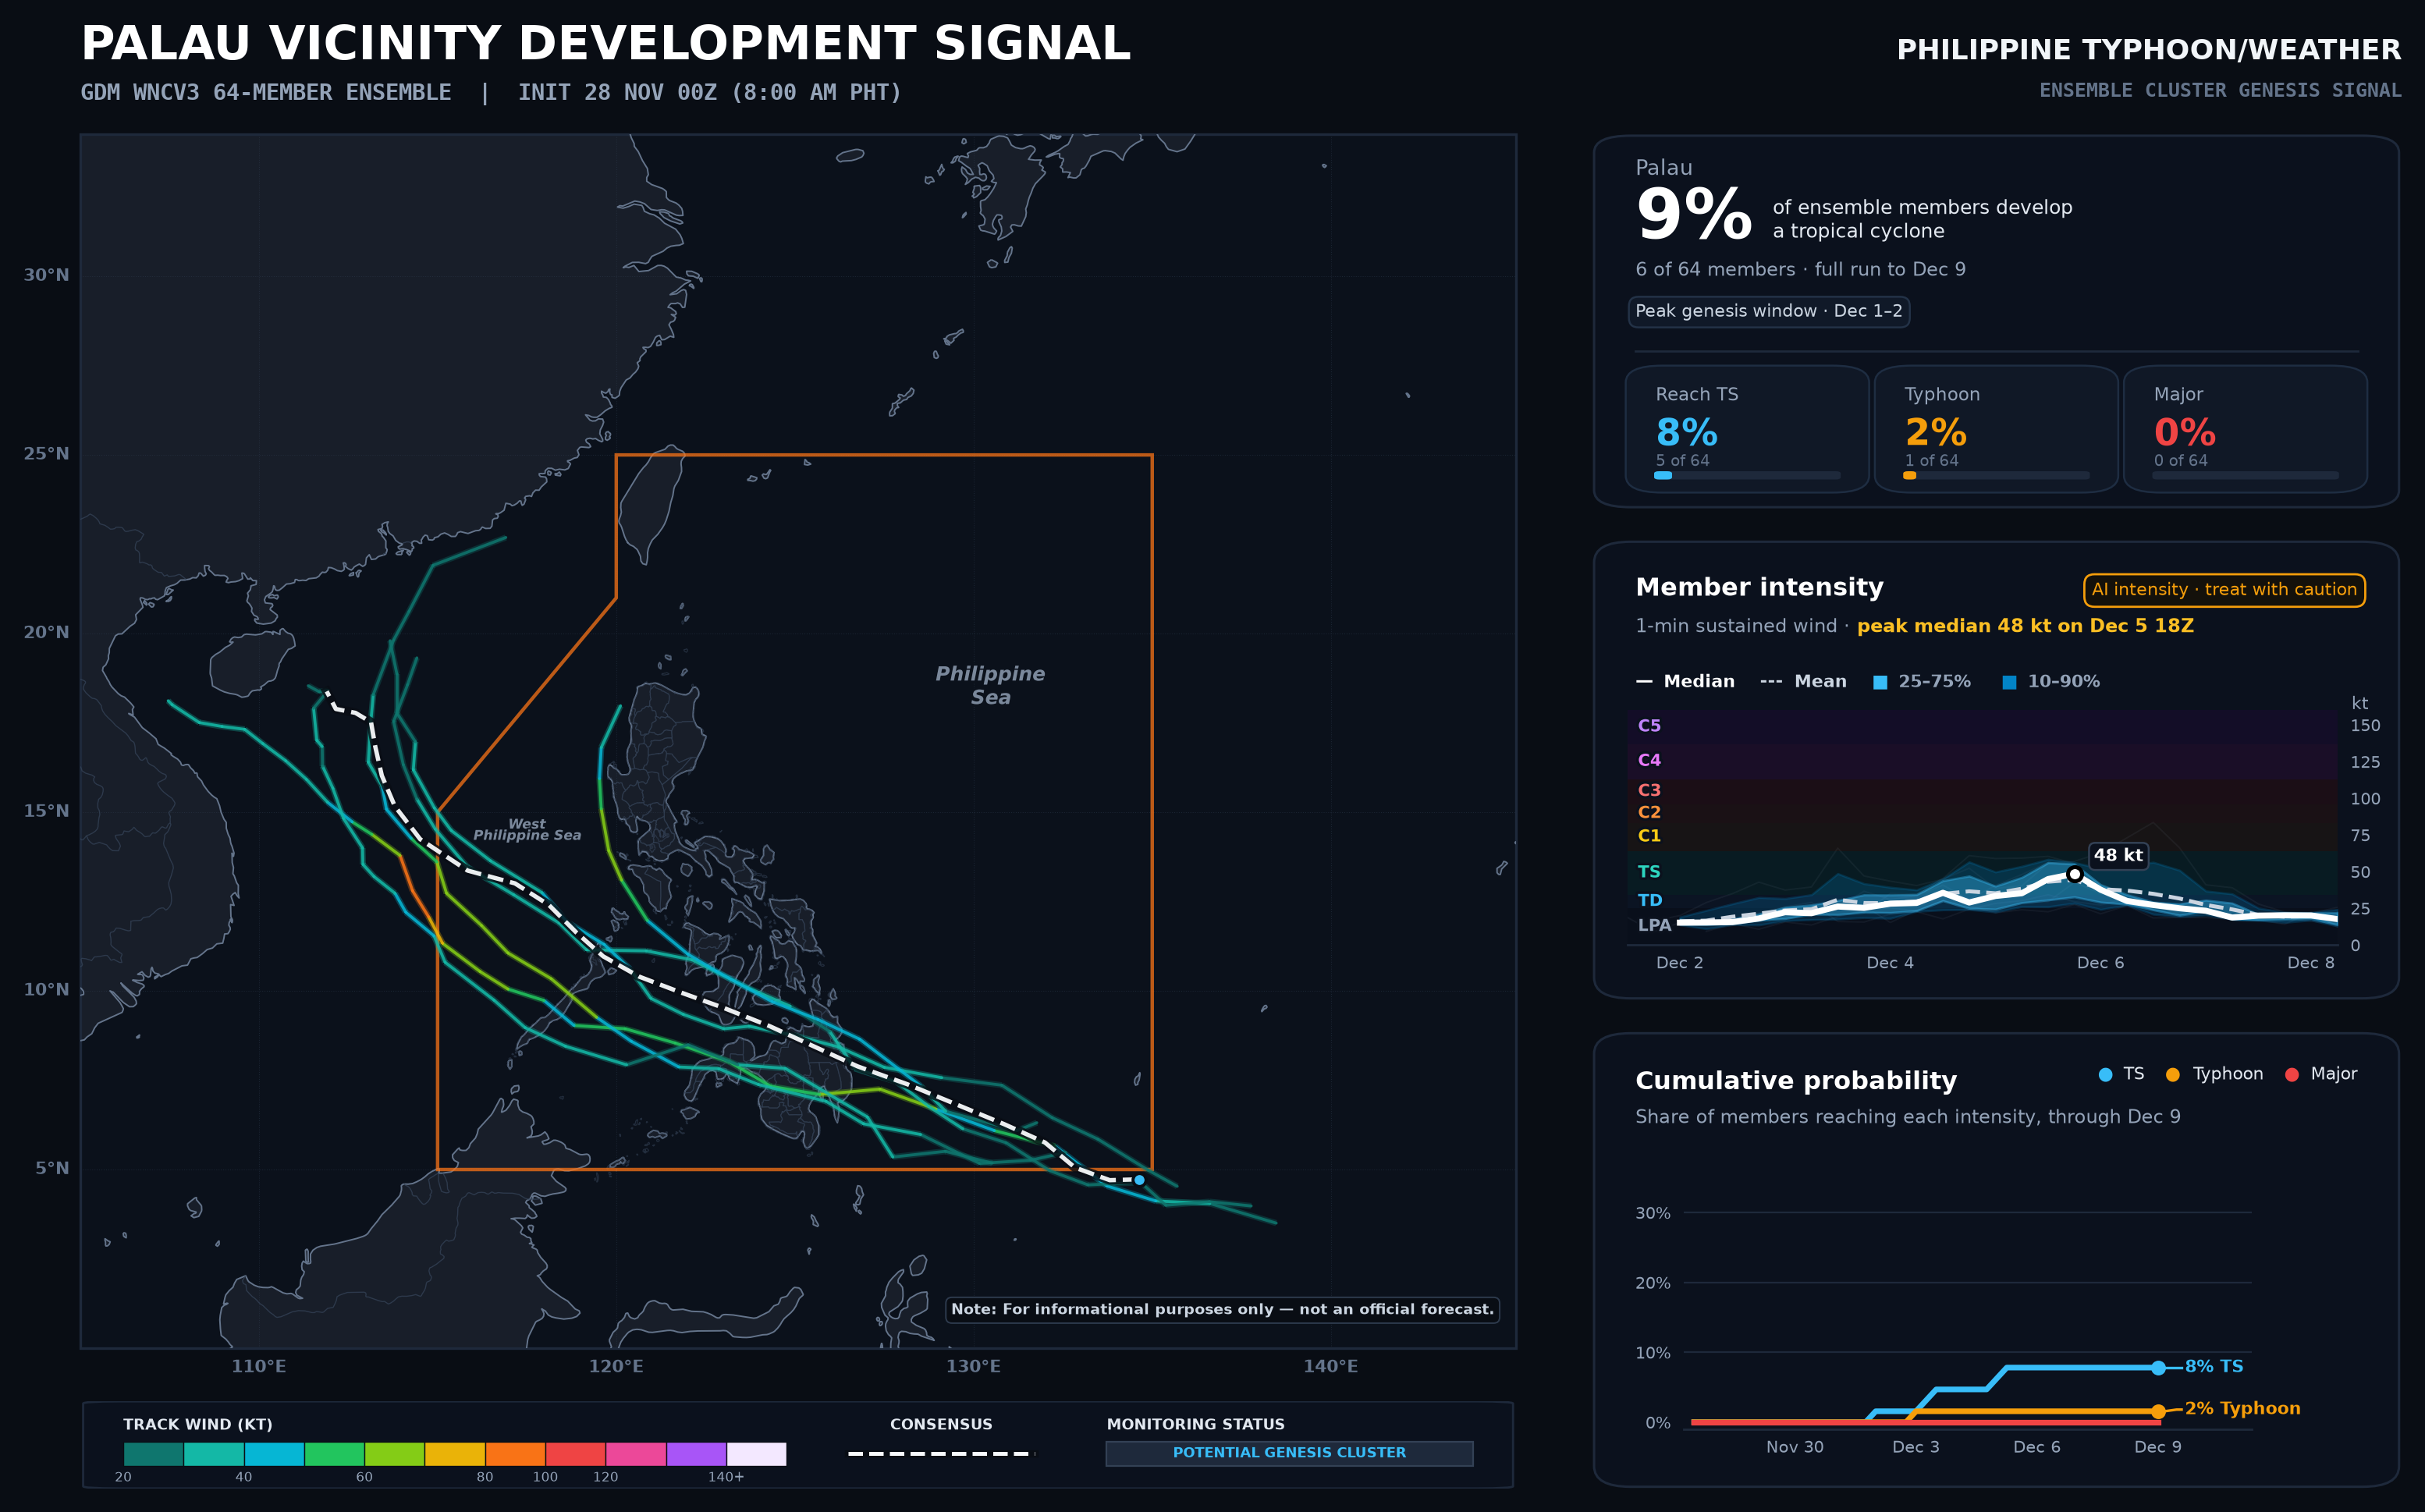 PALAU VICINITY DEVELOPMENT SIGNAL
GDM WNCV3 64-MEMBER ENSEMBLE | INIT 28 NOV 00Z (8:00 AM PHT)
PHILIPPINE TYPHOON/WEATHER
ENSEMBLE CLUSTER GENESIS SIGNAL
30°N
25°N
20°N
15°N
10°N
5°N
110°E
120°E
130°E
140°E
Philippine
Sea
West
Philippine Sea
Note: For informational purposes only — not an official forecast.
TRACK WIND (KT)
20
40
60
80
100
120
140+
CONSENSUS
MONITORING STATUS
POTENTIAL GENESIS CLUSTER
Palau
9%
of ensemble members develop
a tropical cyclone
6 of 64 members · full run to Dec 9
Peak genesis window · Dec 1–2
Reach TS
8%
5 of 64
Typhoon
2%
1 of 64
Major
0%
0 of 64
Member intensity
AI intensity · treat with caution
1-min sustained wind · peak median 48 kt on Dec 5 18Z
Median
Mean
25–75%
10–90%
kt
C5
C4
C3
C2
C1
TS
TD
LPA
150
125
100
75
50
25
0
48 kt
Dec 2
Dec 4
Dec 6
Dec 8
Cumulative probability
TS
Typhoon
Major
Share of members reaching each intensity, through Dec 9
30%
20%
10%
0%
8% TS
2% Typhoon
Nov 30
Dec 3
Dec 6
Dec 9